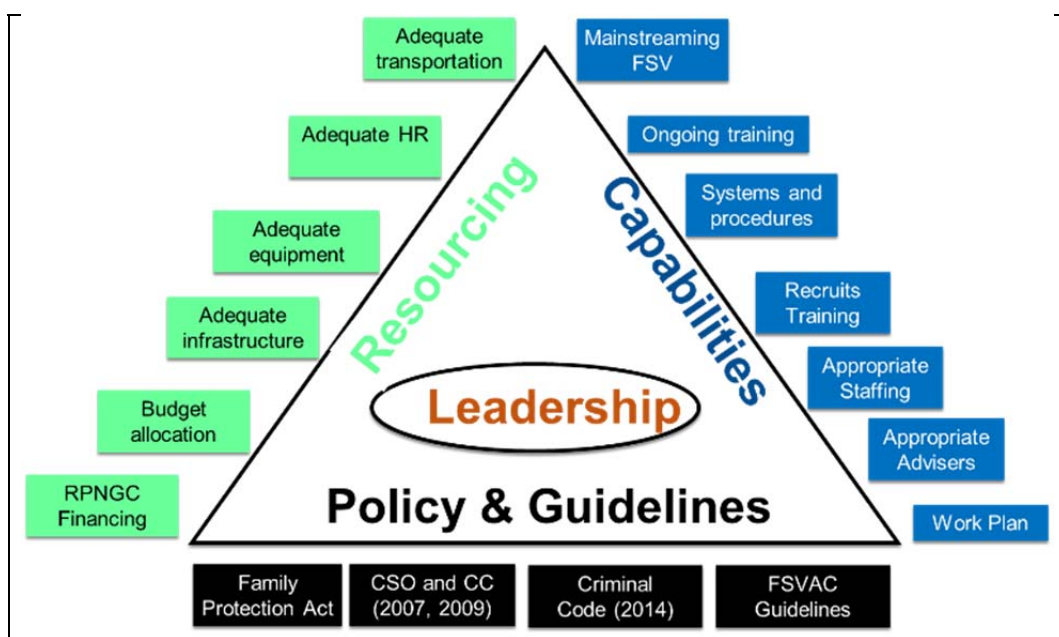 Adequate
transportation
Mainstreaming
FSV
Adequate HR
Ongoing training
Systems and
procedures
Adequate
equipment
Resourcing
Capabilities
Recruits
Training
Adequate
infrastructure
Appropriate
Staffing
Budget
allocation
Leadership
Appropriate
Advisers
RPNGC
Financing
Policy & Guidelines
Work Plan
Family
Protection Act
CSO and CC
(2007, 2009)
Criminal
Code (2014)
FSVAC
Guidelines